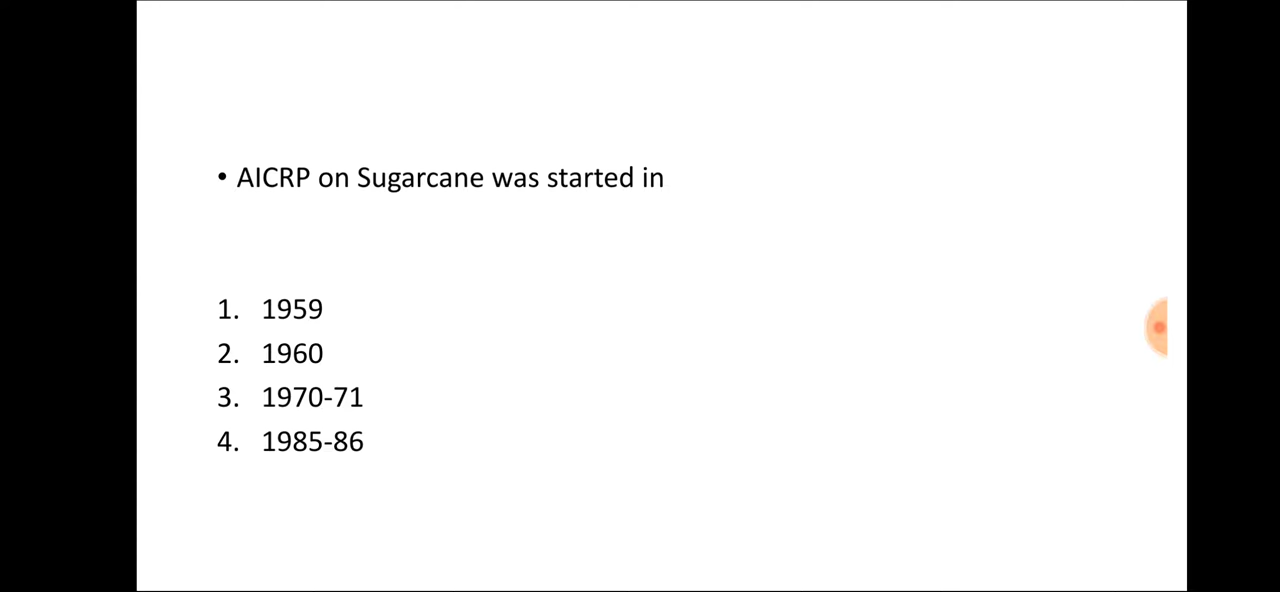 • AICRP on Sugarcane was started in
1. 1959
2. 1960
3. 1970-71
4. 1985-86